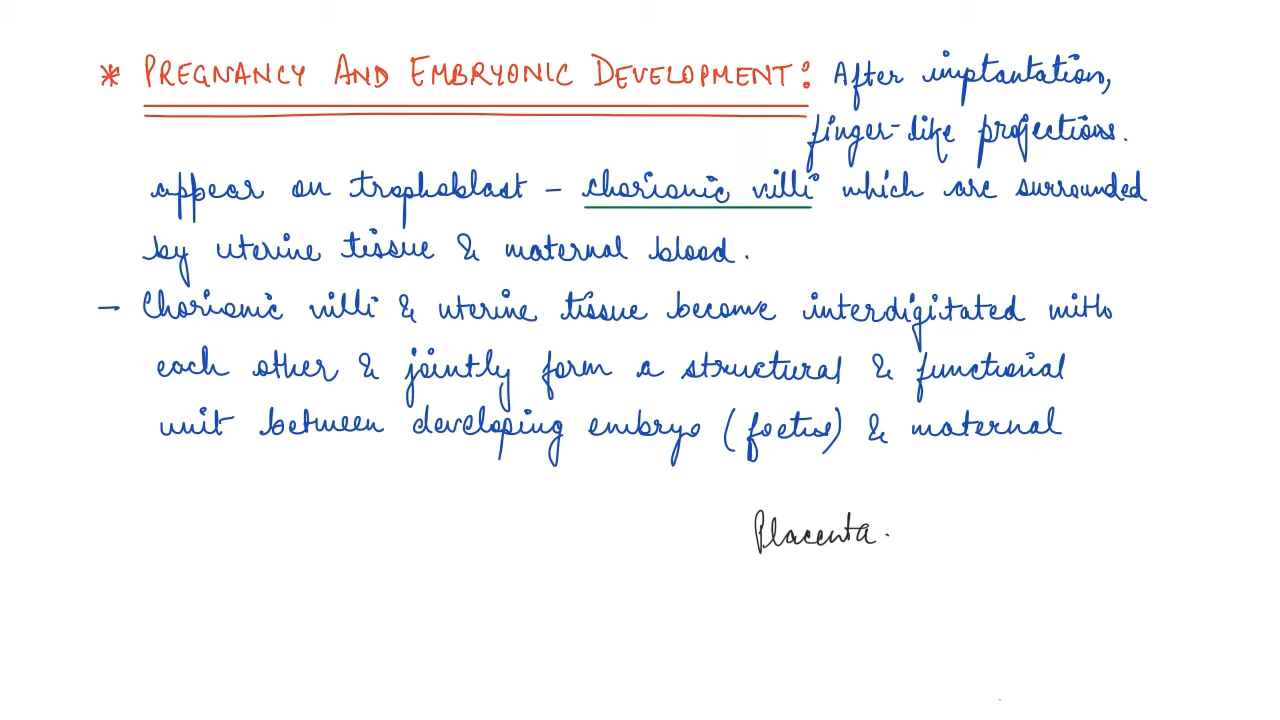 * PREGNANCY AND EMBRYONIC DEVELOPMENT: After implantation,
finger-like projections.
appear on trophoblast - chorionic villi which are surrounded
by uterine tissue & maternal blood.
- Chorionic villi & uterine tissue become interdigitated with
each other & jointly form a structural & functional
unit between developing embryo (foetus) & maternal
Placenta.